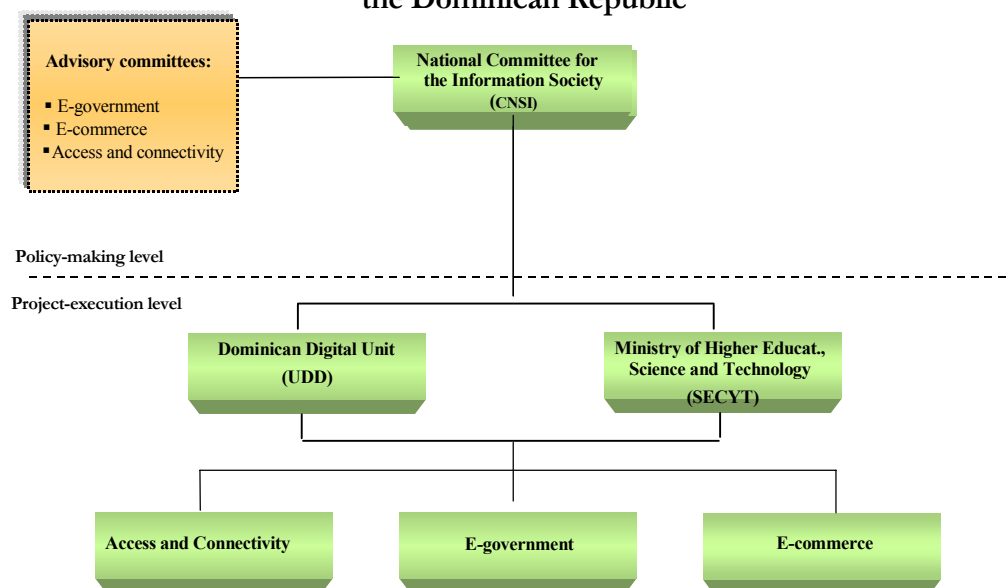 the Dominican Republic
Advisory committees:
▪ E-government
▪ E-commerce
▪ Access and connectivity
National Committee for
the Information Society
(CNSI)
Policy-making level
Project-execution level
Dominican Digital Unit
(UDD)
Ministry of Higher Educat.,
Science and Technology
(SECYT)
Access and Connectivity
E-government
E-commerce